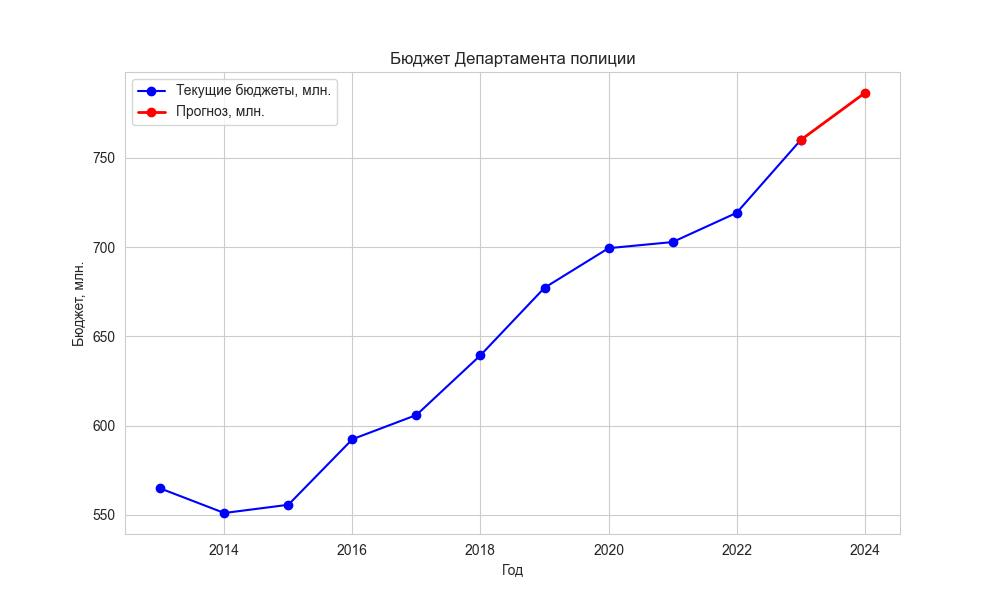 Бюджет Департамента полиции
Текущие бюджеты, млн.
Прогноз, млн.
Бюджет, млн.
750
700
650
600
550
2014 2016 2018 2020 2022 2024
Год